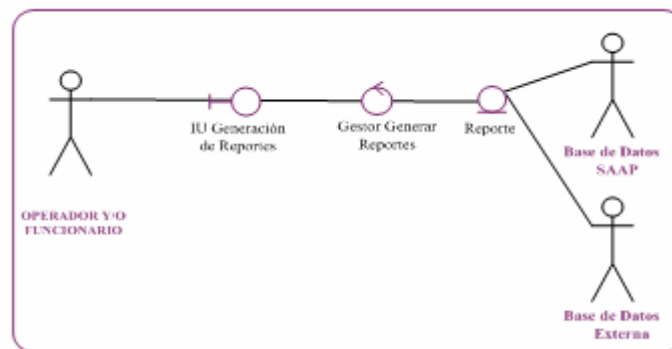 IU Generación
de Reportes
Gestor Generar
Reportes
Reporte
Base de Datos
SAAP
OPERADOR Y/O
FUNCIONARIO
Base de Datos
Externa